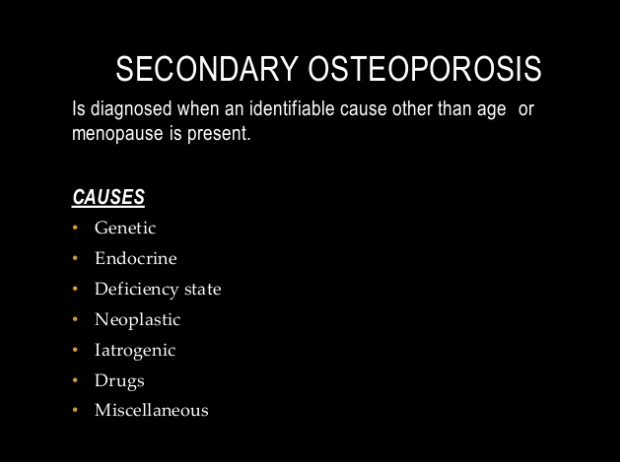 SECONDARY OSTEOPOROSIS
Is diagnosed when an identifiable cause other than age or
menopause is present.
CAUSES
• Genetic
• Endocrine
• Deficiency state
• Neoplastic
• Iatrogenic
• Drugs
• Miscellaneous